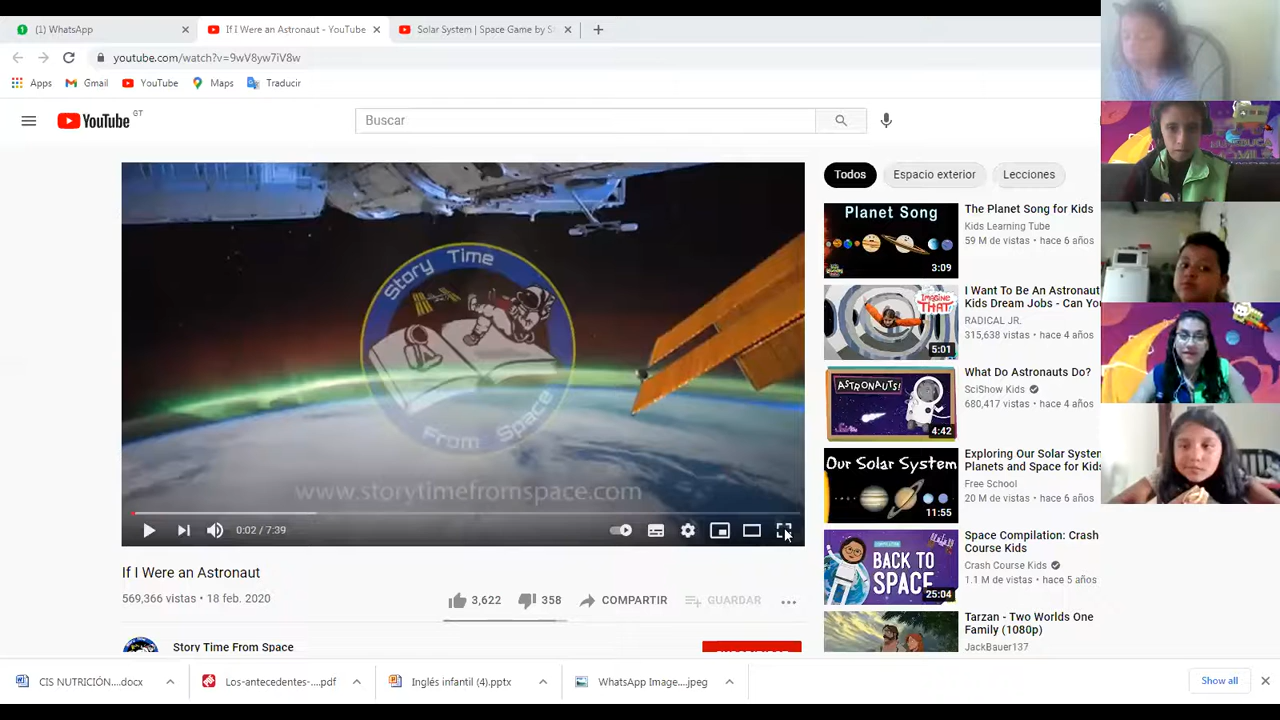 (1) WhatsApp
If I Were an Astronaut - YouTube
Solar System | Space Game by S
youtube.com/watch?v=9wV8yw7iV8w
Apps
Gmail
YouTube
Maps
Traducir
YouTube
GT
Buscar
Story Time
From Space
www.storytimefromspace.com
0:02 / 7:39
If I Were an Astronaut
569,366 vistas • 18 feb. 2020
3,622
358
COMPARTIR
GUARDAR
Story Time From Space
Todos
Espacio exterior
Lecciones
Planet Song
3:09
The Planet Song for Kids
Kids Learning Tube
59 M de vistas • hace 6 años
IMAGINE THAT!
5:01
I Want To Be An Astronaut
Kids Dream Jobs - Can You
RADICAL JR.
315,638 vistas • hace 4 años
ASTRONAUTS!
4:42
What Do Astronauts Do?
SciShow Kids
680,417 vistas • hace 4 años
Our Solar System
11:55
Exploring Our Solar System
Planets and Space for Kids
Free School
20 M de vistas • hace 6 años
BACK TO
SPACE
25:04
Space Compilation: Crash
Course Kids
Crash Course Kids
1.1 M de vistas • hace 5 años
Tarzan - Two Worlds One
Family (1080p)
JackBauer137
CIS NUTRICIÓN....docx
Los-antecedentes-....pdf
Inglés infantil (4).pptx
WhatsApp Image....jpeg
Show all